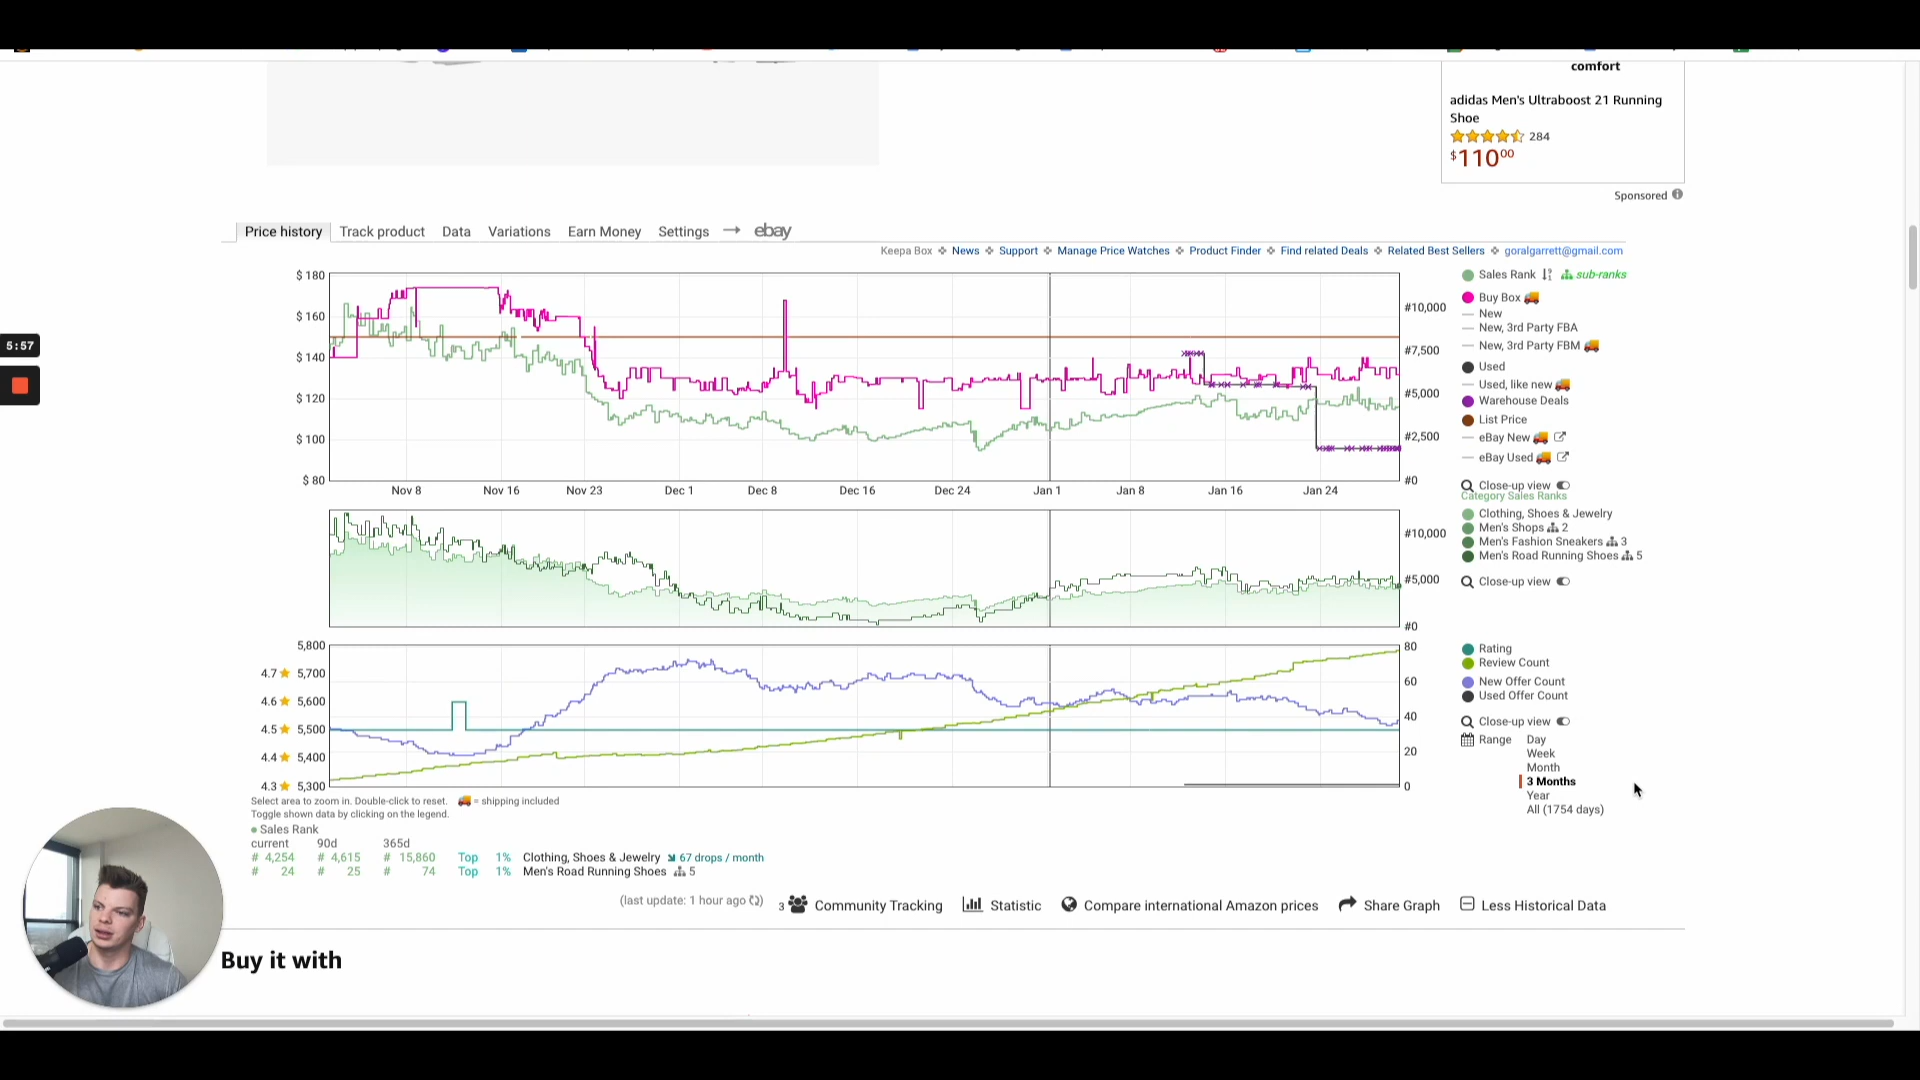 comfort
adidas Men's Ultraboost 21 Running
Shoe
284
$110 00
Sponsored
Price history Track product Data Variations Earn Money Settings → ebay
Keepa Box News Support Manage Price Watches Product Finder Find related Deals Related Best Sellers goralgarrett@gmail.com
$ 180
$ 160
$ 140
$ 120
$ 100
$ 80
#10,000
#7,500
#5,000
#2,500
#0
Nov 8 Nov 16 Nov 23 Dec 1 Dec 8 Dec 16 Dec 24 Jan 1 Jan 8 Jan 16 Jan 24
Sales Rank sub-ranks
Buy Box
New
New, 3rd Party FBA
New, 3rd Party FBM
Used
Used, like new
Warehouse Deals
List Price
eBay New
eBay Used
Close-up view
5:57
Category Sales Ranks
Clothing, Shoes & Jewelry
Men's Shops 2
Men's Fashion Sneakers 3
Men's Road Running Shoes 5
Close-up view
#10,000
#5,000
#0
5,800
4.7 5,700
4.6 5,600
4.5 5,500
4.4 5,400
4.3 5,300
80
60
40
20
0
Rating
Review Count
New Offer Count
Used Offer Count
Close-up view
Range Day
Week
Month
3 Months
Year
All (1754 days)
Select area to zoom in. Double-click to reset. = shipping included
Toggle shown data by clicking on the legend.
Sales Rank
current 90d 365d
# 4,254 # 4,615 # 15,860 Top 1% Clothing, Shoes & Jewelry 67 drops / month
# 24 # 25 # 74 Top 1% Men's Road Running Shoes 5
(last update: 1 hour ago)
3 Community Tracking Statistic Compare international Amazon prices Share Graph Less Historical Data
Buy it with